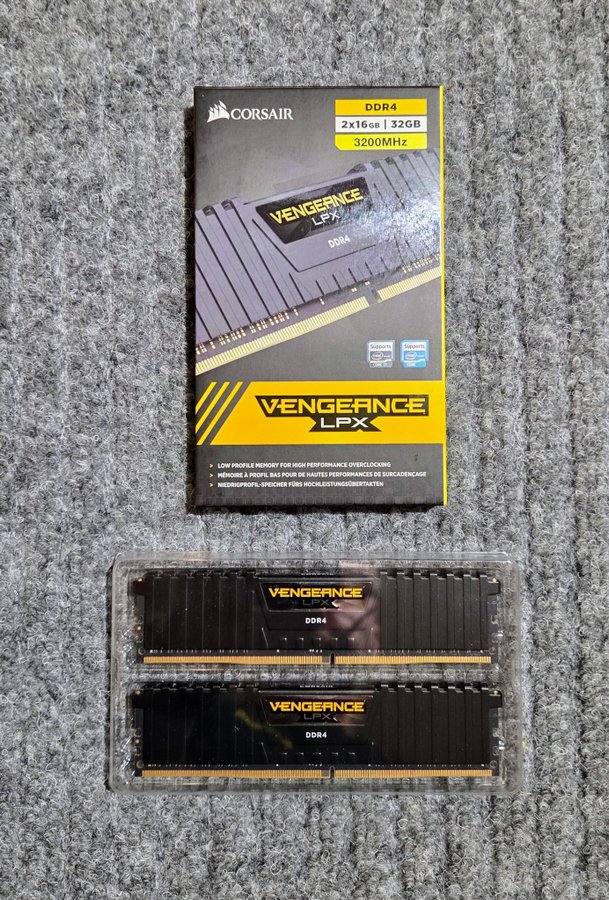 CORSAIR
DDR4
2x16GB | 32GB
3200MHz
VENGEANCE
LPX
DDR4
Supports
Supports
VENGEANCE
LPX
> LOW PROFILE MEMORY FOR HIGH PERFORMANCE OVERCLOCKING
> MÉMOIRE À PROFIL BAS POUR DE HAUTES PERFORMANCES DE SURCADENÇAGE
> NIEDRIGPROFIL-SPEICHER FÜRS HOCHLEISTUNGSÜBERTAKTEN
CORSAIR
VENGEANCE
LPX
DDR4
CORSAIR
VENGEANCE
LPX
DDR4